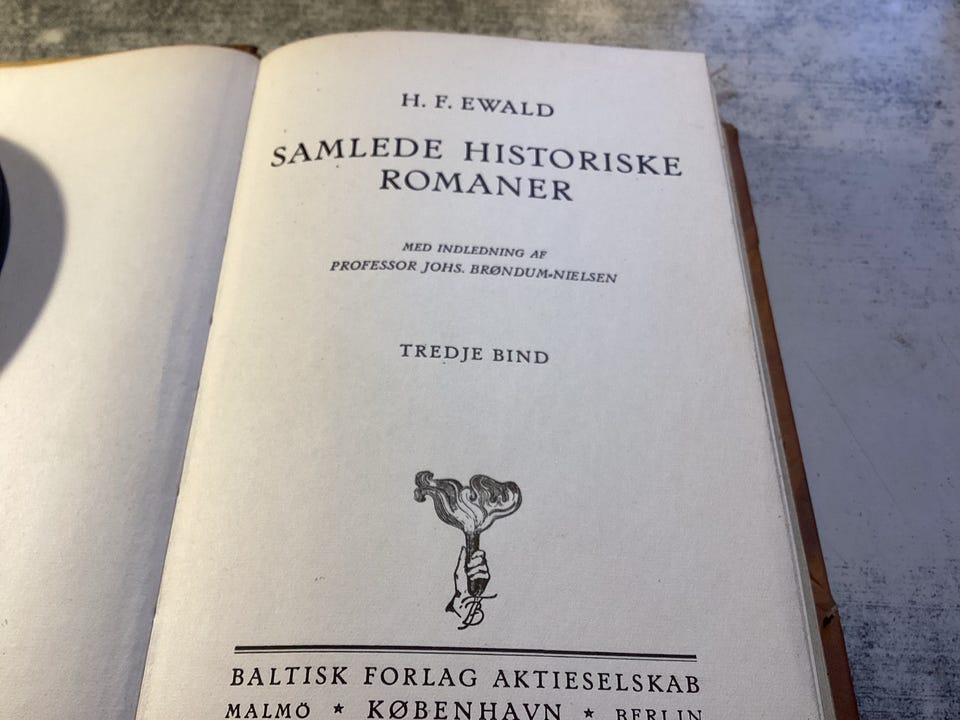 H. F. EWALD
SAMLEDE HISTORISKE
ROMANER
MED INDLEDNING AF
PROFESSOR JOHS. BRØNDUM-NIELSEN
TREDJE BIND
BALTISK FORLAG AKTIESELSKAB
MALMÖ * KØBENHAVN * BERLIN